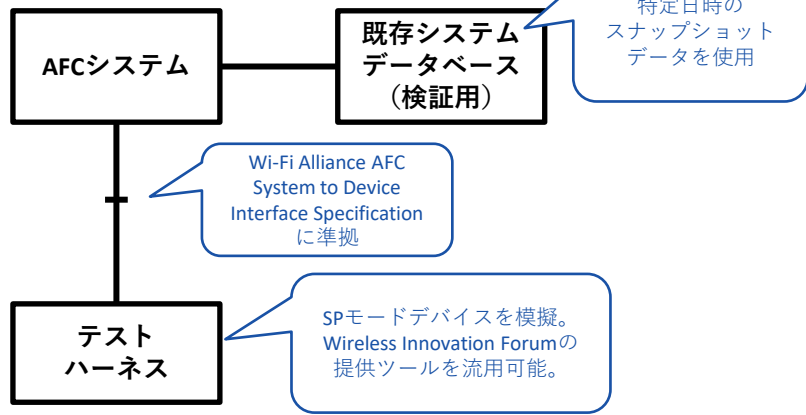 特定日時の
スナップショット
データを使用
既存システム
データベース
（検証用）
AFCシステム
Wi-Fi Alliance AFC
System to Device
Interface Specification
に準拠
SPモードデバイスを模擬。
Wireless Innovation Forumの
提供ツールを流用可能。
テスト
ハーネス